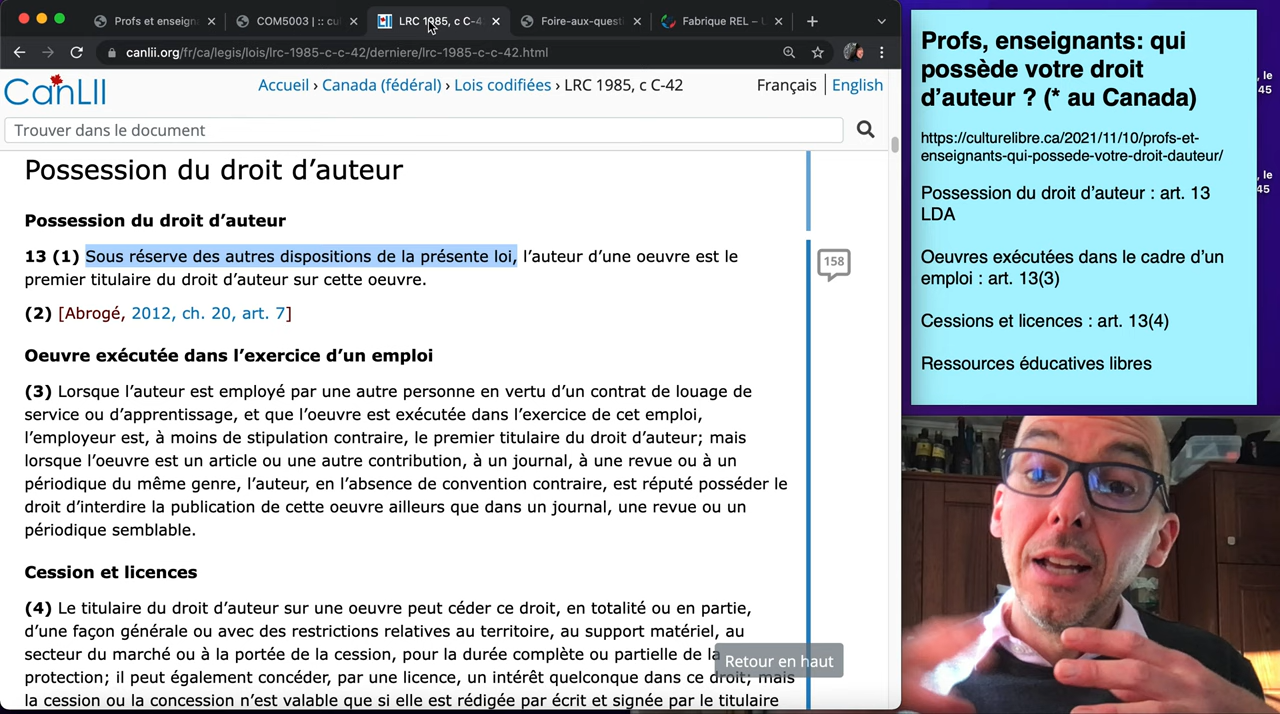 Profs et enseign
COM5003 | :: cul
LRC 1985, c C-4
Foire-aux-questi
Fabrique REL – U
canlii.org/fr/ca/legis/lois/lrc-1985-c-c-42/derniere/lrc-1985-c-c-42.html
CanLII
Accueil › Canada (fédéral) › Lois codifiées › LRC 1985, c C-42
Français | English
Trouver dans le document
Possession du droit d’auteur
Possession du droit d’auteur
13 (1) Sous réserve des autres dispositions de la présente loi, l’auteur d’une oeuvre est le
premier titulaire du droit d’auteur sur cette oeuvre.
158
(2) [Abrogé, 2012, ch. 20, art. 7]
Oeuvre exécutée dans l’exercice d’un emploi
(3) Lorsque l’auteur est employé par une autre personne en vertu d’un contrat de louage de
service ou d’apprentissage, et que l’oeuvre est exécutée dans l’exercice de cet emploi,
l’employeur est, à moins de stipulation contraire, le premier titulaire du droit d’auteur; mais
lorsque l’oeuvre est un article ou une autre contribution, à un journal, à une revue ou à un
périodique du même genre, l’auteur, en l’absence de convention contraire, est réputé posséder le
droit d’interdire la publication de cette oeuvre ailleurs que dans un journal, une revue ou un
périodique semblable.
Cession et licences
(4) Le titulaire du droit d’auteur sur une oeuvre peut céder ce droit, en totalité ou en partie,
d’une façon générale ou avec des restrictions relatives au territoire, au support matériel, au
secteur du marché ou à la portée de la cession, pour la durée complète ou partielle de la
protection; il peut également concéder, par une licence, un intérêt quelconque dans ce droit; mais
la cession ou la concession n’est valable que si elle est rédigée par écrit et signée par le titulaire
Retour en haut
Profs, enseignants: qui
possède votre droit
d’auteur ? (* au Canada)
https://culturelibre.ca/2021/11/10/profs-et-
enseignants-qui-possede-votre-droit-dauteur/
Possession du droit d’auteur : art. 13
LDA
Oeuvres exécutées dans le cadre d’un
emploi : art. 13(3)
Cessions et licences : art. 13(4)
Ressources éducatives libres
, le
45
, le
45